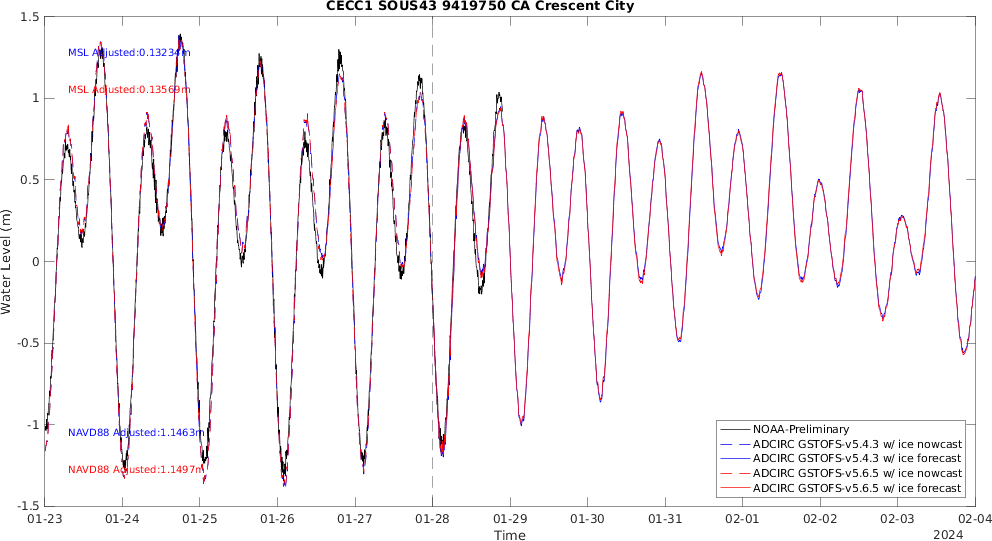 CECC1 SOUS43 9419750 CA Crescent City
1.5
1
0.5
0
-0.5
-1
-1.5
Water Level (m)
MSL Adjusted:0.13234m
MSL Adjusted:0.13569m
NAVD88 Adjusted:1.1463m
NAVD88 Adjusted:1.1497m
NOAA-Preliminary
ADCIRC GSTOFS-v5.4.3 w/ ice nowcast
ADCIRC GSTOFS-v5.4.3 w/ ice forecast
ADCIRC GSTOFS-v5.6.5 w/ ice nowcast
ADCIRC GSTOFS-v5.6.5 w/ ice forecast
01-23 01-24 01-25 01-26 01-27 01-28 01-29 01-30 01-31 02-01 02-02 02-03 02-04
Time
2024